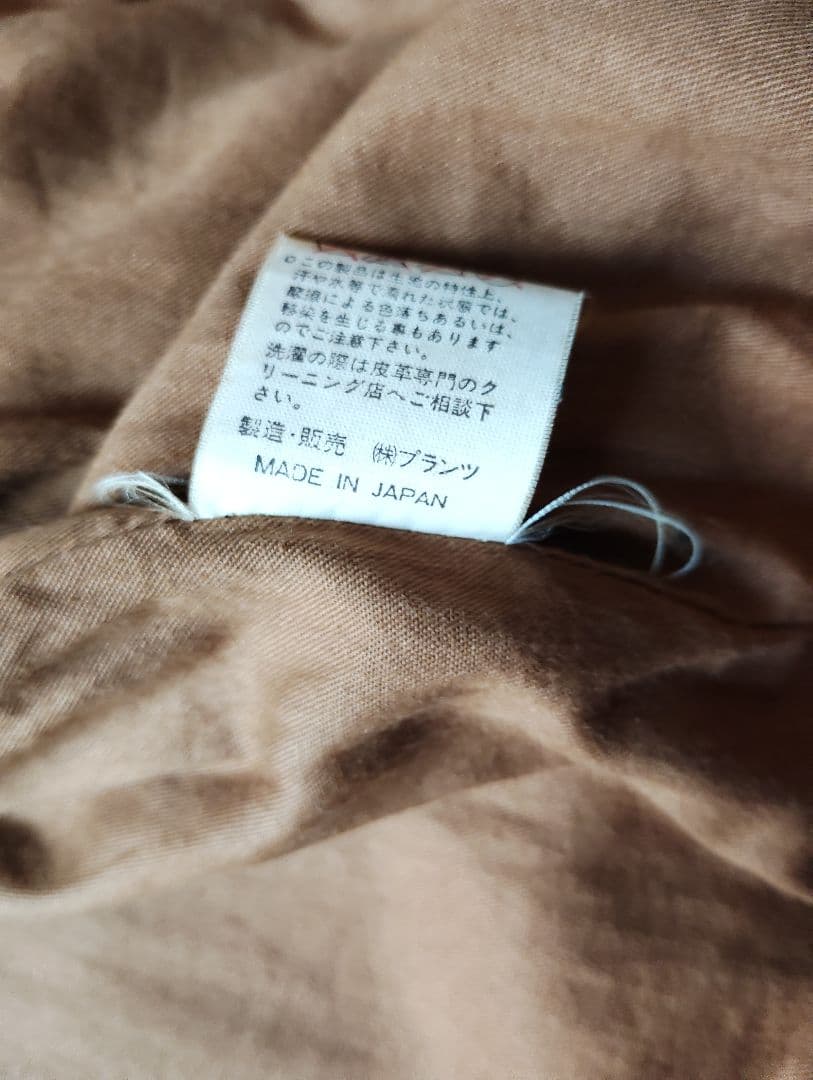 ○この製品は生地の特性上、
汗や水等で濡れた状態では、
摩擦による色落ちあるいは、
移染を生じる事もあります
のでご注意下さい。
洗濯の際は皮革専門のク
リーニング店へご相談下
さい。
製造・販売 ㈱プランツ
MADE IN JAPAN